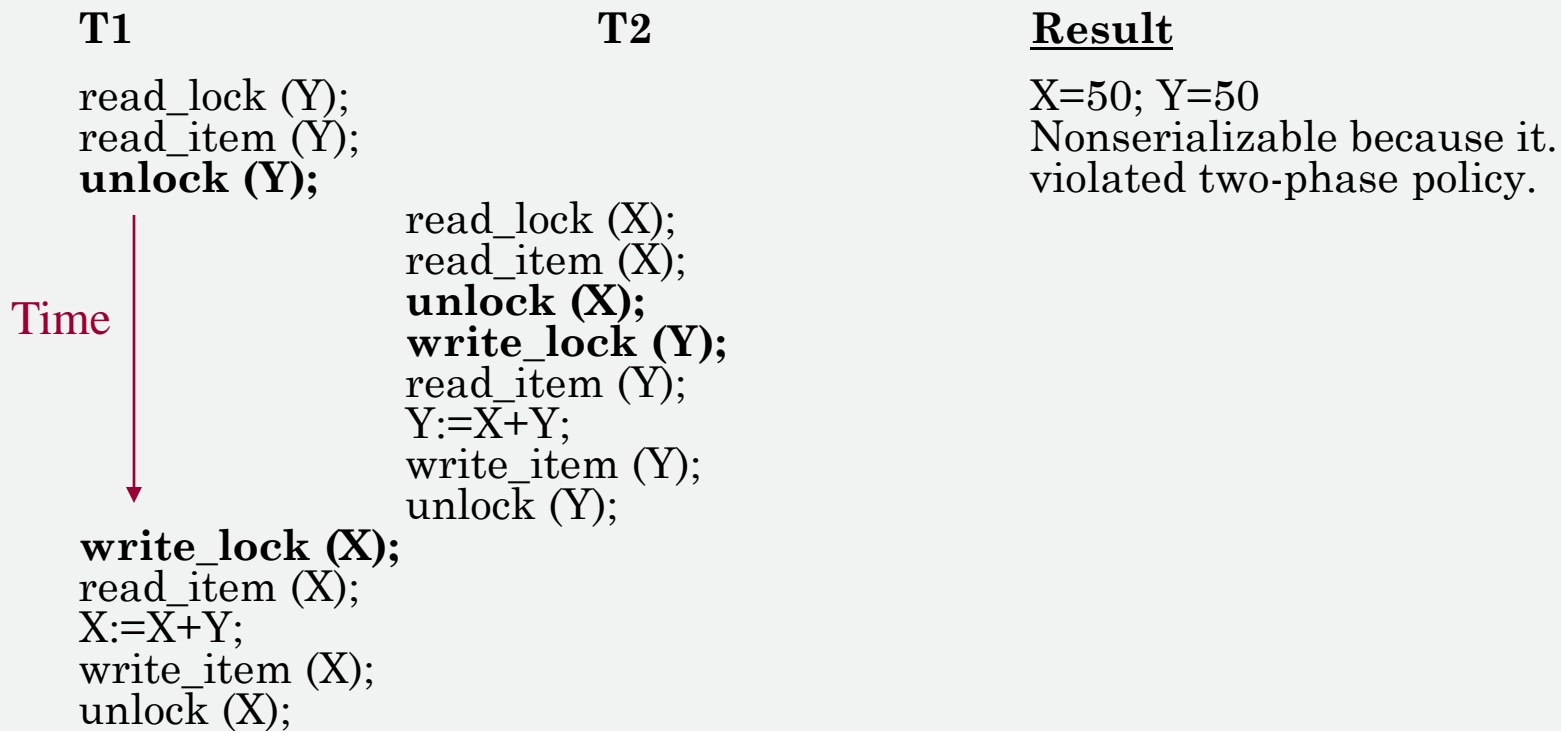 T1 T2 Result
read_lock (Y); X=50; Y=50
read_item (Y); Nonserializable because it.
unlock (Y); violated two-phase policy.
read_lock (X);
read_item (X);
unlock (X);
Time
write_lock (Y);
read_item (Y);
Y:=X+Y;
write_item (Y);
unlock (Y);
write_lock (X);
read_item (X);
X:=X+Y;
write_item (X);
unlock (X);